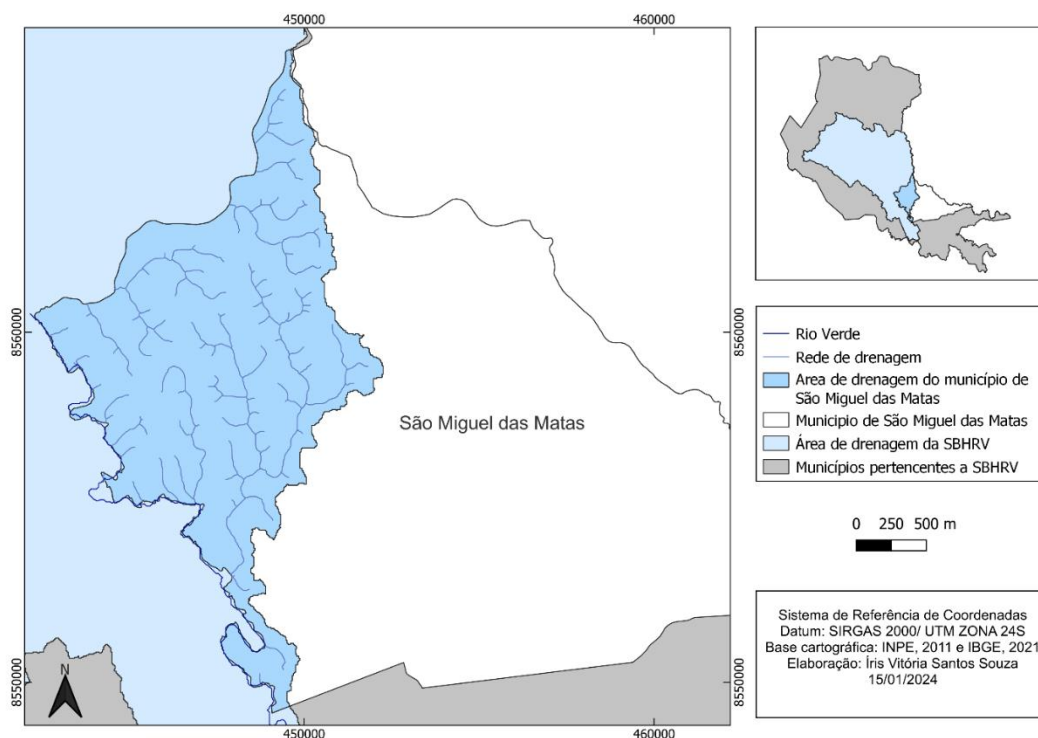 450000
460000
8560000
8560000
São Miguel das Matas
8550000
8550000
N
450000
460000
Rio Verde
Rede de drenagem
Area de drenagem do município de
São Miguel das Matas
Municipio de São Miguel das Matas
Área de drenagem da SBHRV
Municípios pertencentes a SBHRV
0 250 500 m
Sistema de Referência de Coordenadas
Datum: SIRGAS 2000/ UTM ZONA 24S
Base cartográfica: INPE, 2011 e IBGE, 2021
Elaboração: Íris Vitória Santos Souza
15/01/2024